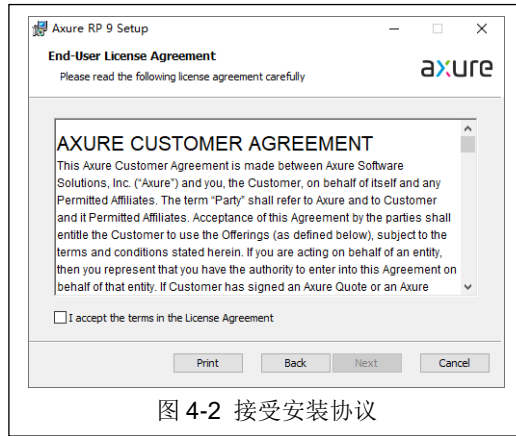 Axure RP 9 Setup
End-User License Agreement
Please read the following license agreement carefully
axure
AXURE CUSTOMER AGREEMENT
This Axure Customer Agreement is made between Axure Software
Solutions, Inc. (“Axure”) and you, the Customer, on behalf of itself and any
Permitted Affiliates. The term “Party” shall refer to Axure and to Customer
and it Permitted Affiliates. Acceptance of this Agreement by the parties shall
entitle the Customer to use the Offerings (as defined below), subject to the
terms and conditions stated herein. If you are acting on behalf of an entity,
then you represent that you have the authority to enter into this Agreement on
behalf of that entity. If Customer has signed an Axure Quote or an Axure
I accept the terms in the License Agreement
Print Back Next Cancel
图 4-2 接受安装协议